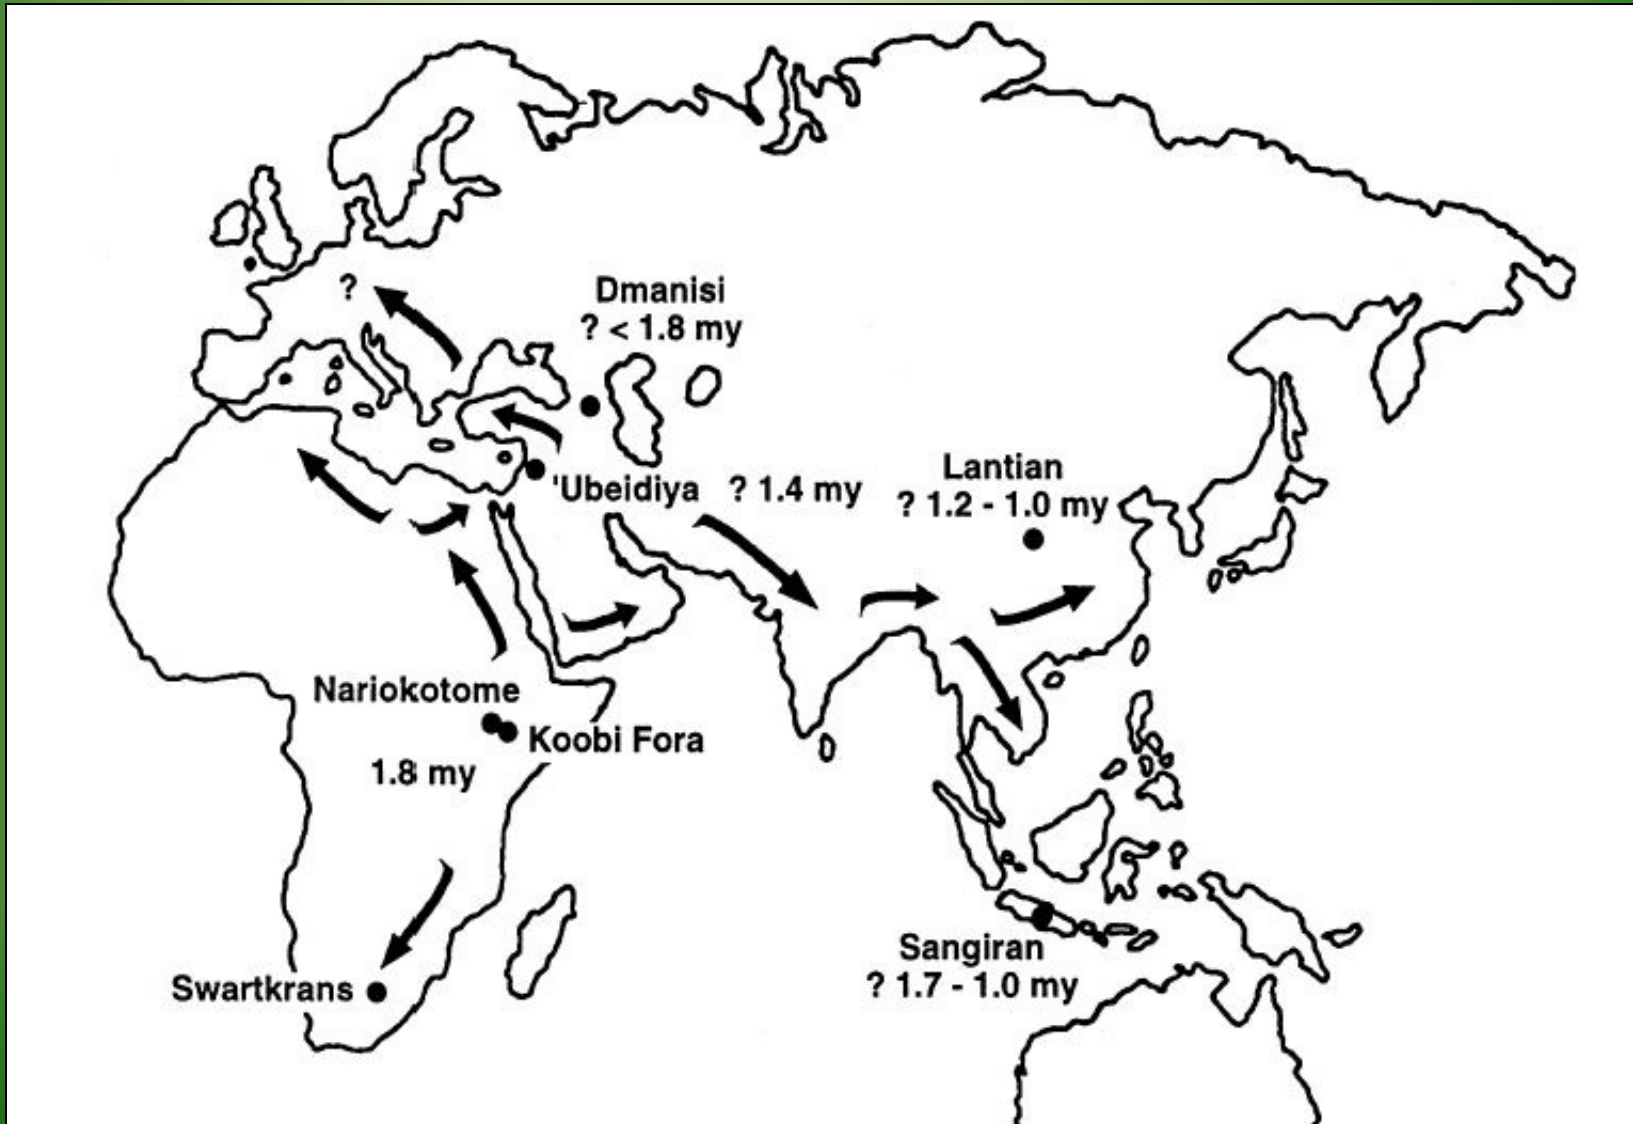 ?
Dmanisi
? < 1.8 my
'Ubeidiya ? 1.4 my
Lantian
? 1.2 - 1.0 my
Nariokotome
Koobi Fora
1.8 my
Sangiran
? 1.7 - 1.0 my
Swartkrans